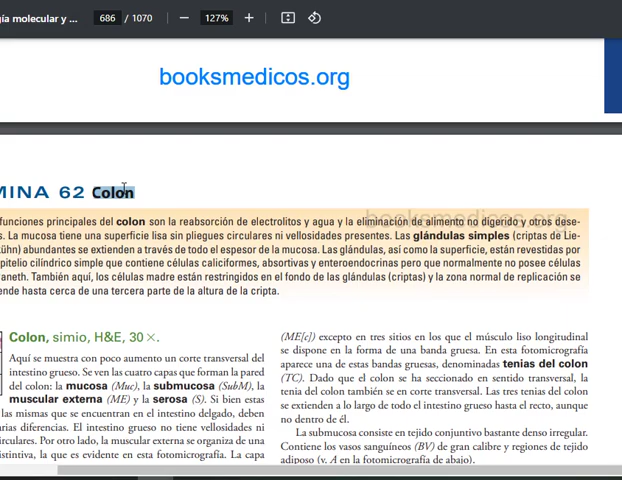 ía molecular y ...
686 / 1070
127%
booksmedicos.org
MINA 62 Colon
funciones principales del colon son la reabsorción de electrolitos y agua y la eliminación de alimento no digerido y otros dese-
s. La mucosa tiene una superficie lisa sin pliegues circulares ni vellosidades presentes. Las glándulas simples (criptas de Lie-
kühn) abundantes se extienden a través de todo el espesor de la mucosa. Las glándulas, así como la superficie, están revestidas por
pitelio cilíndrico simple que contiene células caliciformes, absortivas y enteroendocrinas pero que normalmente no posee células
aneth. También aquí, los células madre están restringidos en el fondo de las glándulas (criptas) y la zona normal de replicación se
ende hasta cerca de una tercera parte de la altura de la cripta.
booksmedicos.org
Colon, simio, H&E, 30 ×.
Aquí se muestra con poco aumento un corte transversal del
intestino grueso. Se ven las cuatro capas que forman la pared
del colon: la mucosa (Muc), la submucosa (SubM), la
muscular externa (ME) y la serosa (S). Si bien estas
las mismas que se encuentran en el intestino delgado, deben
arias diferencias. El intestino grueso no tiene vellosidades ni
irculares. Por otro lado, la muscular externa se organiza de una
istintiva, la que es evidente en esta fotomicrografía. La capa
(ME[c]) excepto en tres sitios en los que el músculo liso longitudinal
se dispone en la forma de una banda gruesa. En esta fotomicrografía
aparece una de estas bandas gruesas, denominadas tenias del colon
(TC). Dado que el colon se ha seccionado en sentido transversal, la
tenia del colon también se en corte transversal. Las tres tenias del colon
se extienden a lo largo de todo el intestino grueso hasta el recto, aunque
no dentro de él.
La submucosa consiste en tejido conjuntivo bastante denso irregular.
Contiene los vasos sanguíneos (BV) de gran calibre y regiones de tejido
adiposo (v. A en la fotomicrografía de abajo).